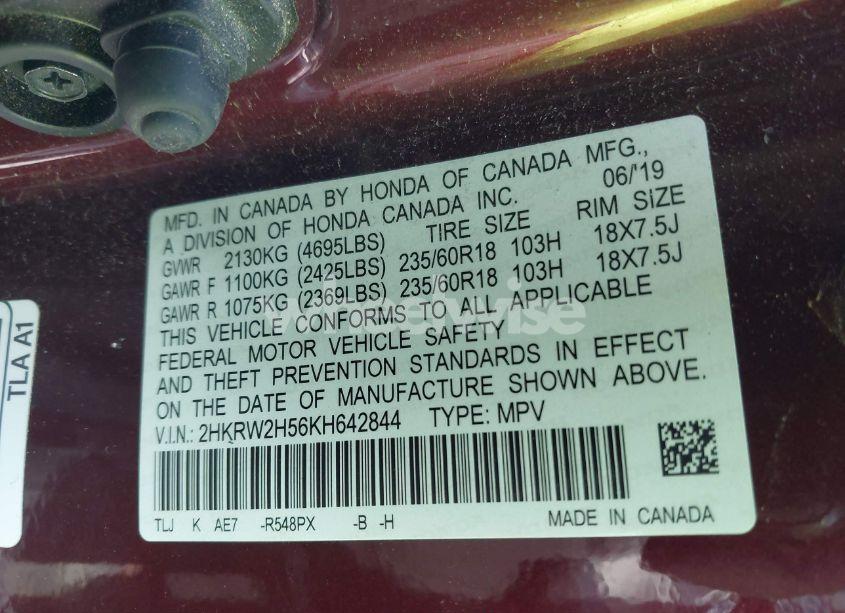 MFD. IN CANADA BY HONDA OF CANADA MFG.,
A DIVISION OF HONDA CANADA INC. 06/'19
GVWR 2130KG (4695LBS) TIRE SIZE RIM SIZE
GAWR F 1100KG (2425LBS) 235/60R18 103H 18X7.5J
GAWR R 1075KG (2369LBS) 235/60R18 103H 18X7.5J
THIS VEHICLE CONFORMS TO ALL APPLICABLE
FEDERAL MOTOR VEHICLE SAFETY
AND THEFT PREVENTION STANDARDS IN EFFECT
ON THE DATE OF MANUFACTURE SHOWN ABOVE.
V.I.N.: 2HKRW2H56KH642844 TYPE: MPV
TLJ K AE7 -R548PX -B -H MADE IN CANADA
TLA A1
wheelwise